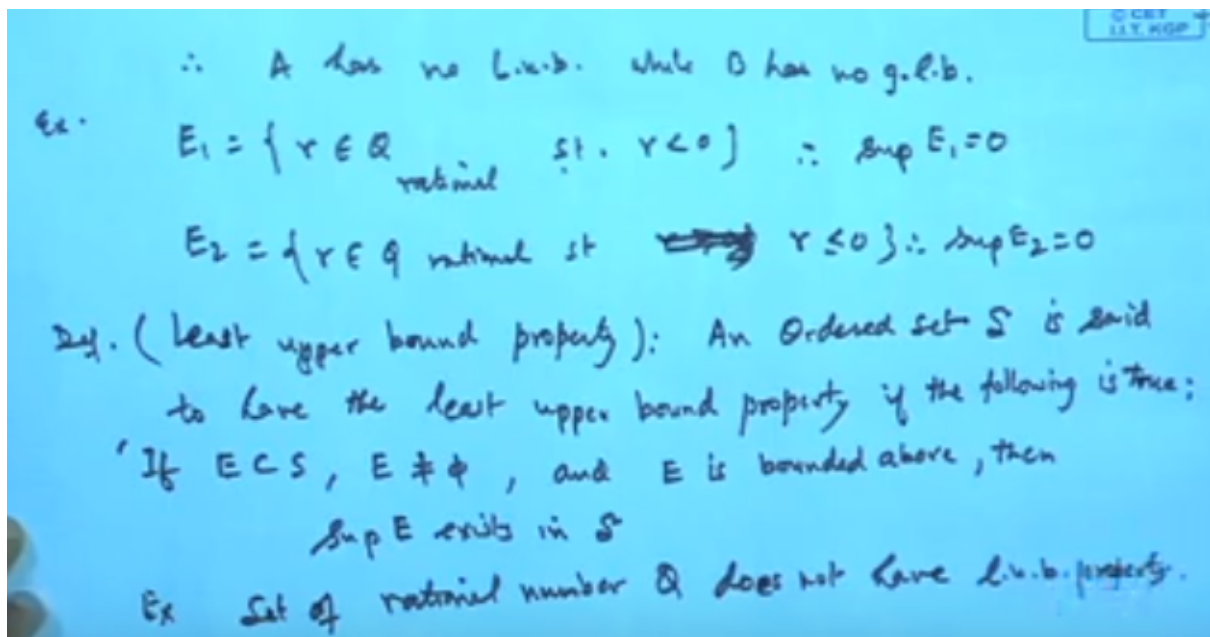 © CET
I.I.T. KGP
∴ A has no l.u.b. while B has no g.l.b.
Ex. E₁ = { r ∈ Q rational st. r < 0 } ∴ sup E₁ = 0
E₂ = { r ∈ Q rational st r ≤ 0 } ∴ sup E₂ = 0
Def. ( Least upper bound property ): An Ordered set S is said
to have the least upper bound property if the following is true:
' If E ⊂ S, E ≠ φ, and E is bounded above, then
sup E exists in S
Ex Set of rational number Q does not have l.u.b. property.